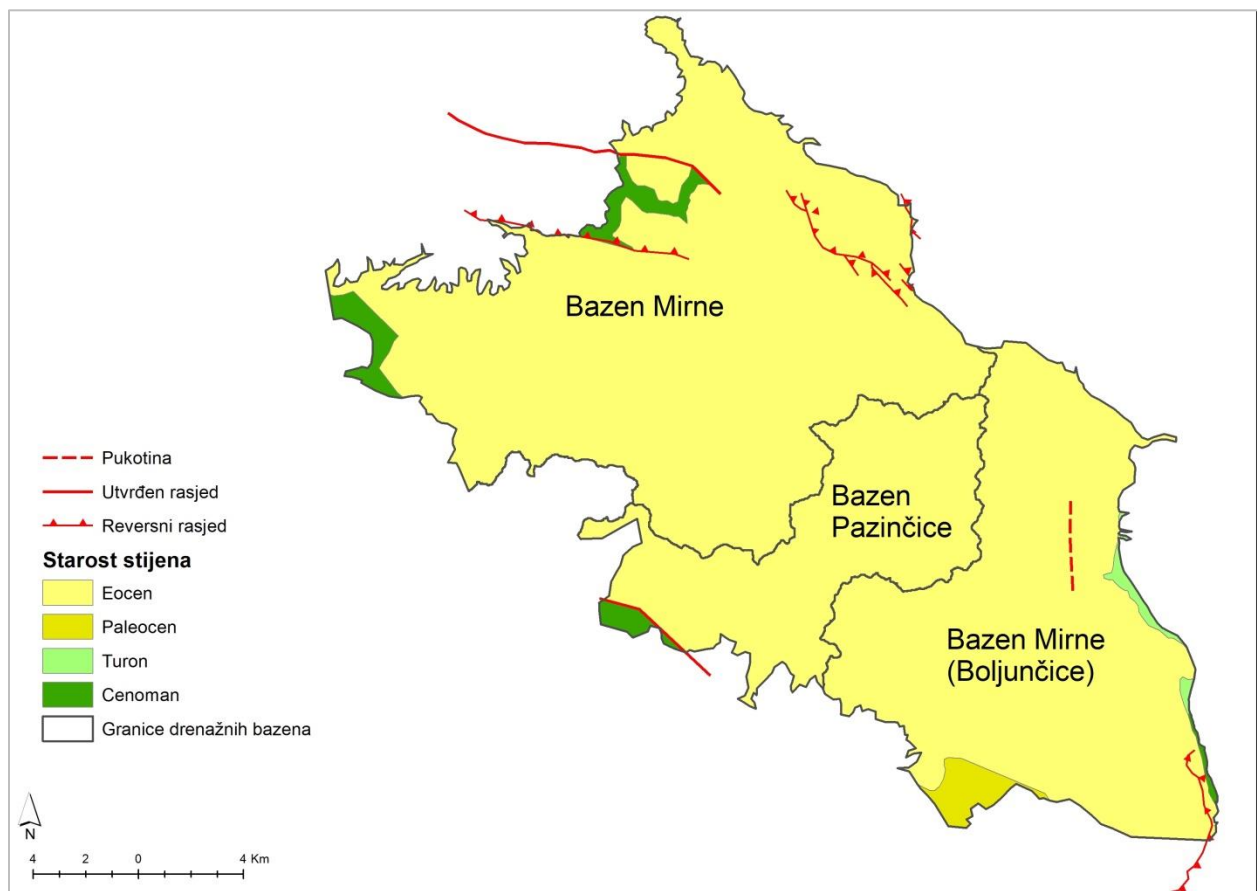 Bazen Mirne
Bazen
Pazinčice
Bazen Mirne
(Boljunčice)
Pukotina
Utvrđen rasjed
Reversni rasjed
Starost stijena
Eocen
Paleocen
Turon
Cenoman
Granice drenažnih bazena
N
4 2 0 4 Km